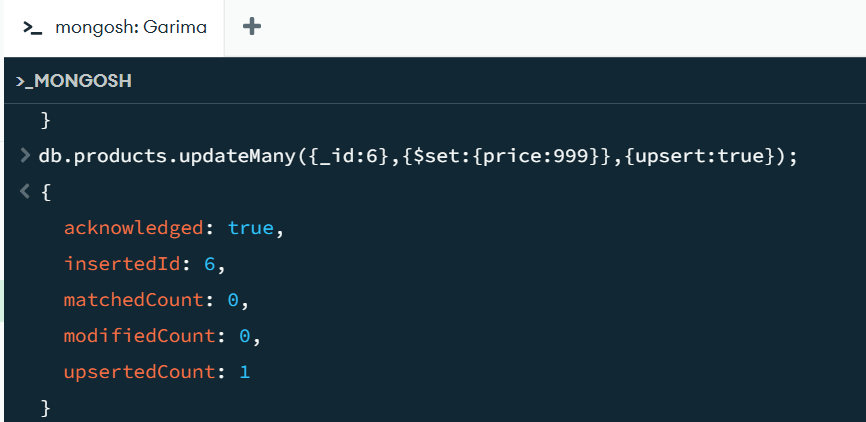 >_ mongosh: Garima +
>_MONGOSH
}
> db.products.updateMany({_id:6},{$set:{price:999}},{upsert:true});
< {
acknowledged: true,
insertedId: 6,
matchedCount: 0,
modifiedCount: 0,
upsertedCount: 1
}